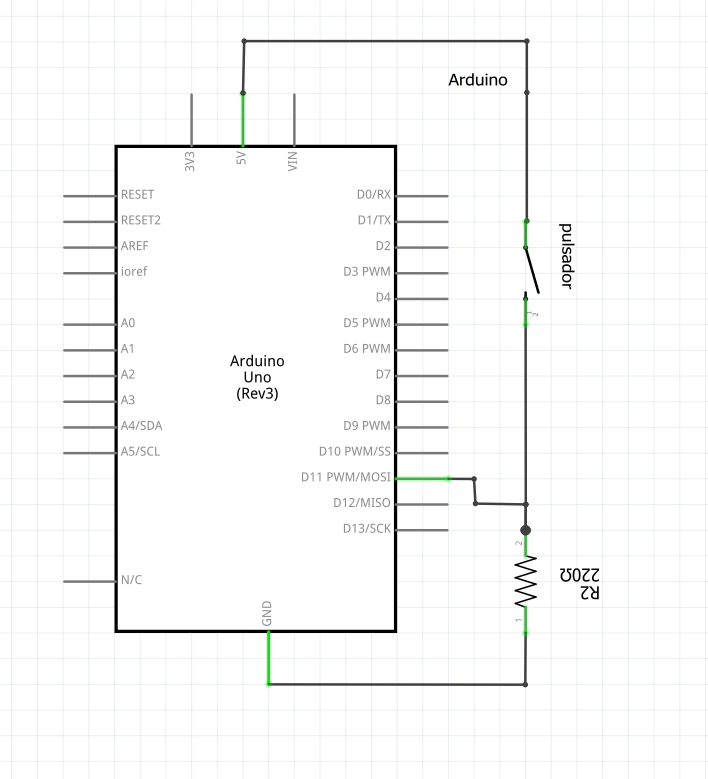 Arduino
3V3
5V
VIN
RESET
RESET2
AREF
ioref
A0
A1
A2
A3
A4/SDA
A5/SCL
N/C
D0/RX
D1/TX
D2
D3 PWM
D4
D5 PWM
D6 PWM
D7
D8
D9 PWM
D10 PWM/SS
D11 PWM/MOSI
D12/MISO
D13/SCK
Arduino
Uno
(Rev3)
GND
pulsador
1
2
2
1
R2
220Ω